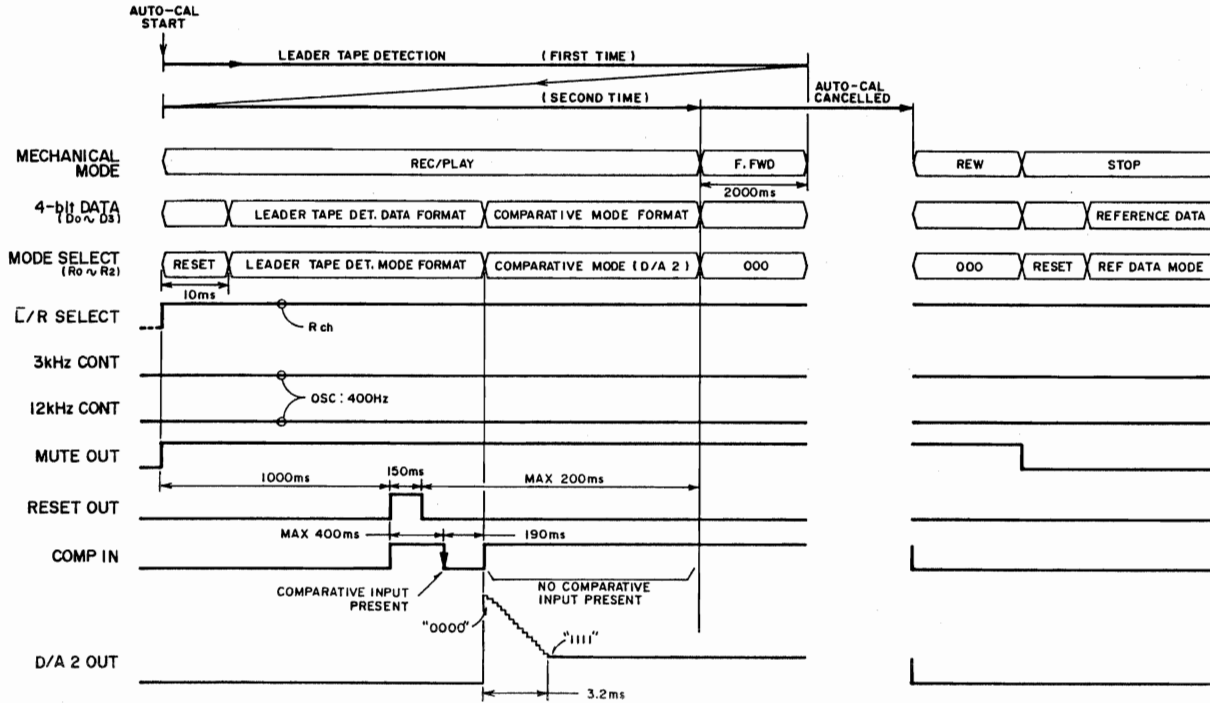 AUTO-CAL
START
LEADER TAPE DETECTION (FIRST TIME)
(SECOND TIME)
AUTO-CAL
CANCELLED
MECHANICAL
MODE
REC/PLAY
F. FWD
REW
STOP
2000ms
4-bit DATA
(D0 ~ D3)
LEADER TAPE DET. DATA FORMAT
COMPARATIVE MODE FORMAT
REFERENCE DATA
MODE SELECT
(R0 ~ R2)
RESET
LEADER TAPE DET. MODE FORMAT
COMPARATIVE MODE (D/A 2)
000
000
RESET
REF DATA MODE
10ms
L̅/R SELECT
R ch
3kHz CONT
OSC : 400Hz
12kHz CONT
MUTE OUT
1000ms
150ms
MAX 200ms
RESET OUT
MAX 400ms
190ms
COMP IN
COMPARATIVE INPUT
PRESENT
NO COMPARATIVE
INPUT PRESENT
"0000"
"1111"
D/A 2 OUT
3.2ms